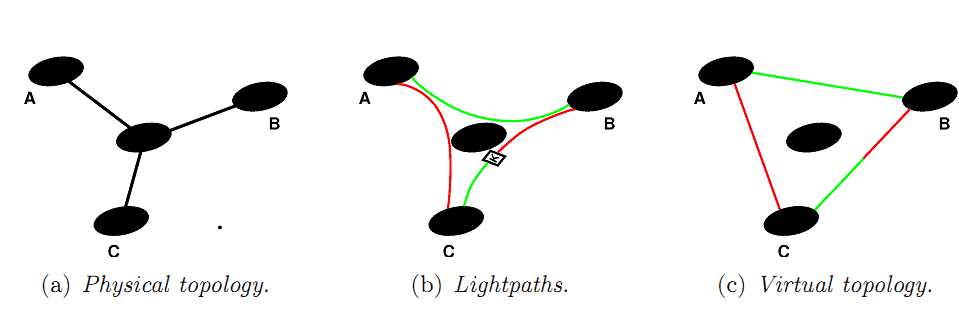 A
B
C
(a) Physical topology.
A
B
K
C
(b) Lightpaths.
A
B
C
(c) Virtual topology.